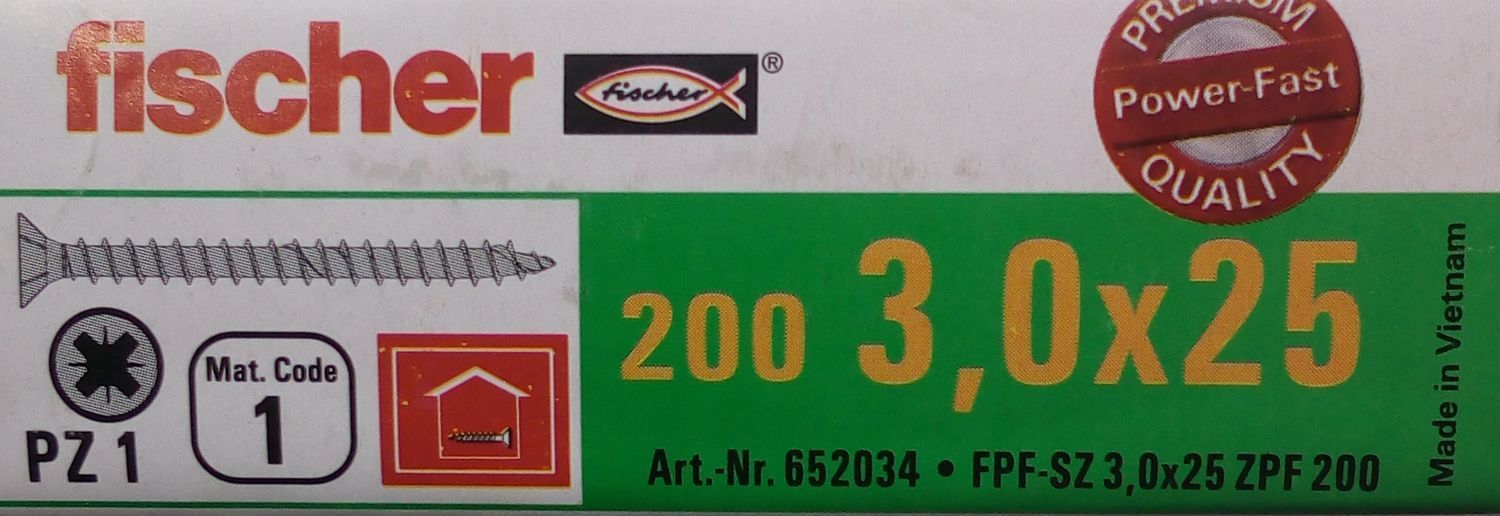 fischer
fischer ®
PREMIUM
Power-Fast
QUALITY
PZ 1
Mat. Code
1
200 3,0x25
Art.-Nr. 652034 • FPF-SZ 3,0x25 ZPF 200
Made in Vietnam